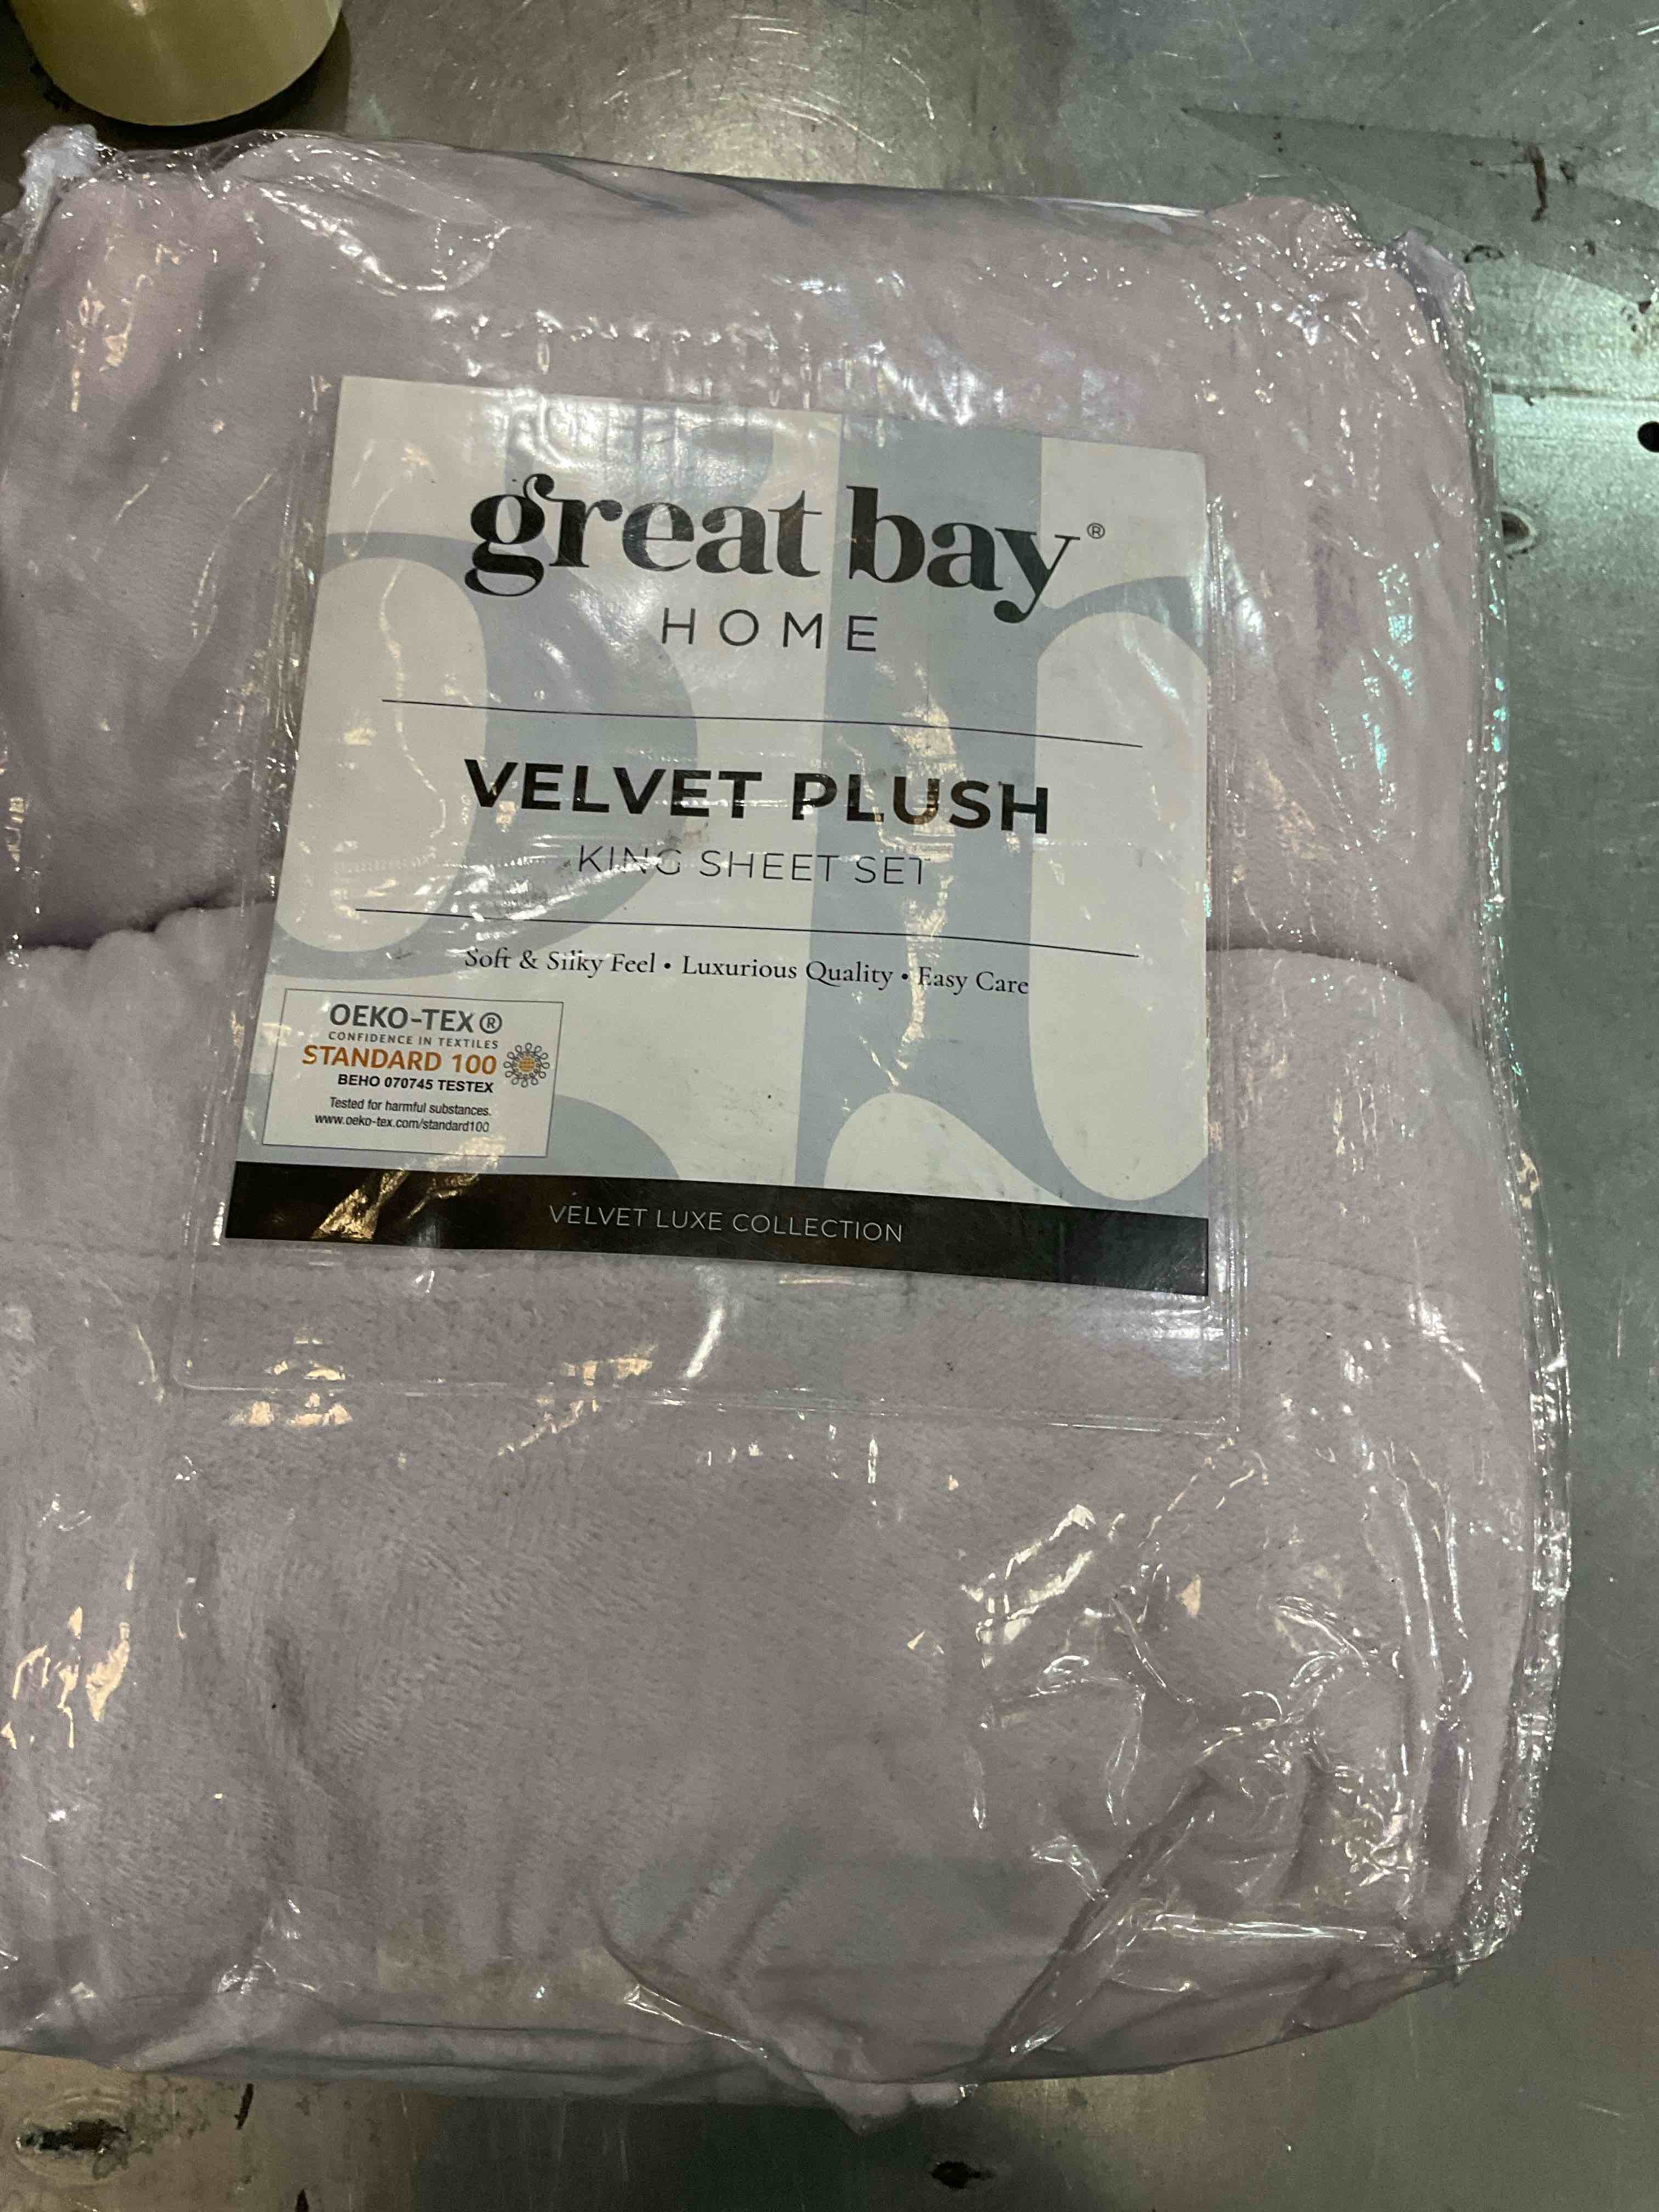 great bay®
HOME
VELVET PLUSH
KING SHEET SET
Soft & Silky Feel • Luxurious Quality • Easy Care
OEKO-TEX®
CONFIDENCE IN TEXTILES
STANDARD 100
BEHO 070745 TESTEX
Tested for harmful substances.
www.oeko-tex.com/standard100
VELVET LUXE COLLECTION